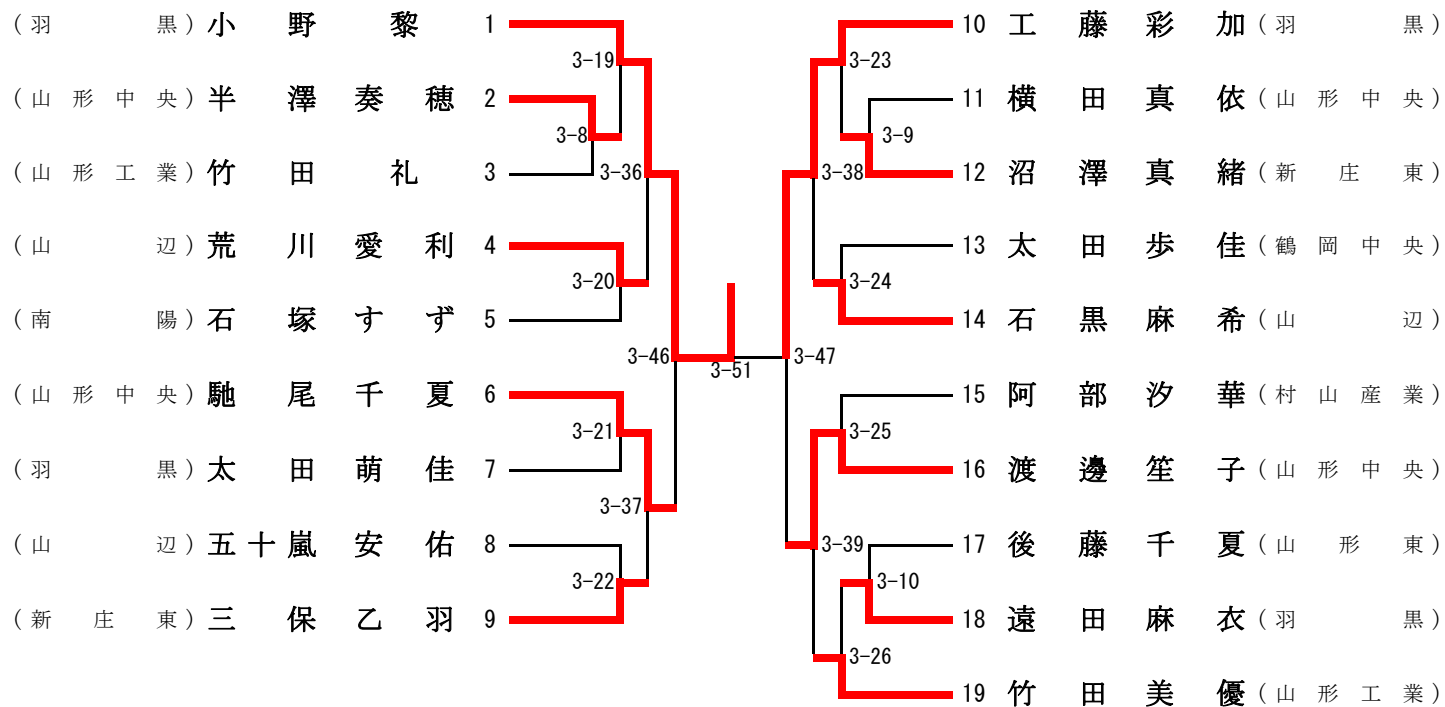 (羽黒) 小野黎 1
3-19
(山形中央) 半澤奏穂 2
3-8
(山形工業) 竹田礼 3
3-36
(山辺) 荒川愛利 4
3-20
(南陽) 石塚すず 5
3-46
(山形中央) 馳尾千夏 6
3-21
(羽黒) 太田萌佳 7
3-37
(山辺) 五十嵐安佑 8
3-22
(新庄東) 三保乙羽 9
3-51
10 工藤彩加 (羽黒)
3-23
11 横田真依 (山形中央)
3-9
12 沼澤真緒 (新庄東)
3-38
13 太田歩佳 (鶴岡中央)
3-24
14 石黒麻希 (山辺)
3-47
15 阿部汐華 (村山産業)
3-25
16 渡邊笙子 (山形中央)
3-39
17 後藤千夏 (山形東)
3-10
18 遠田麻衣 (羽黒)
3-26
19 竹田美優 (山形工業)